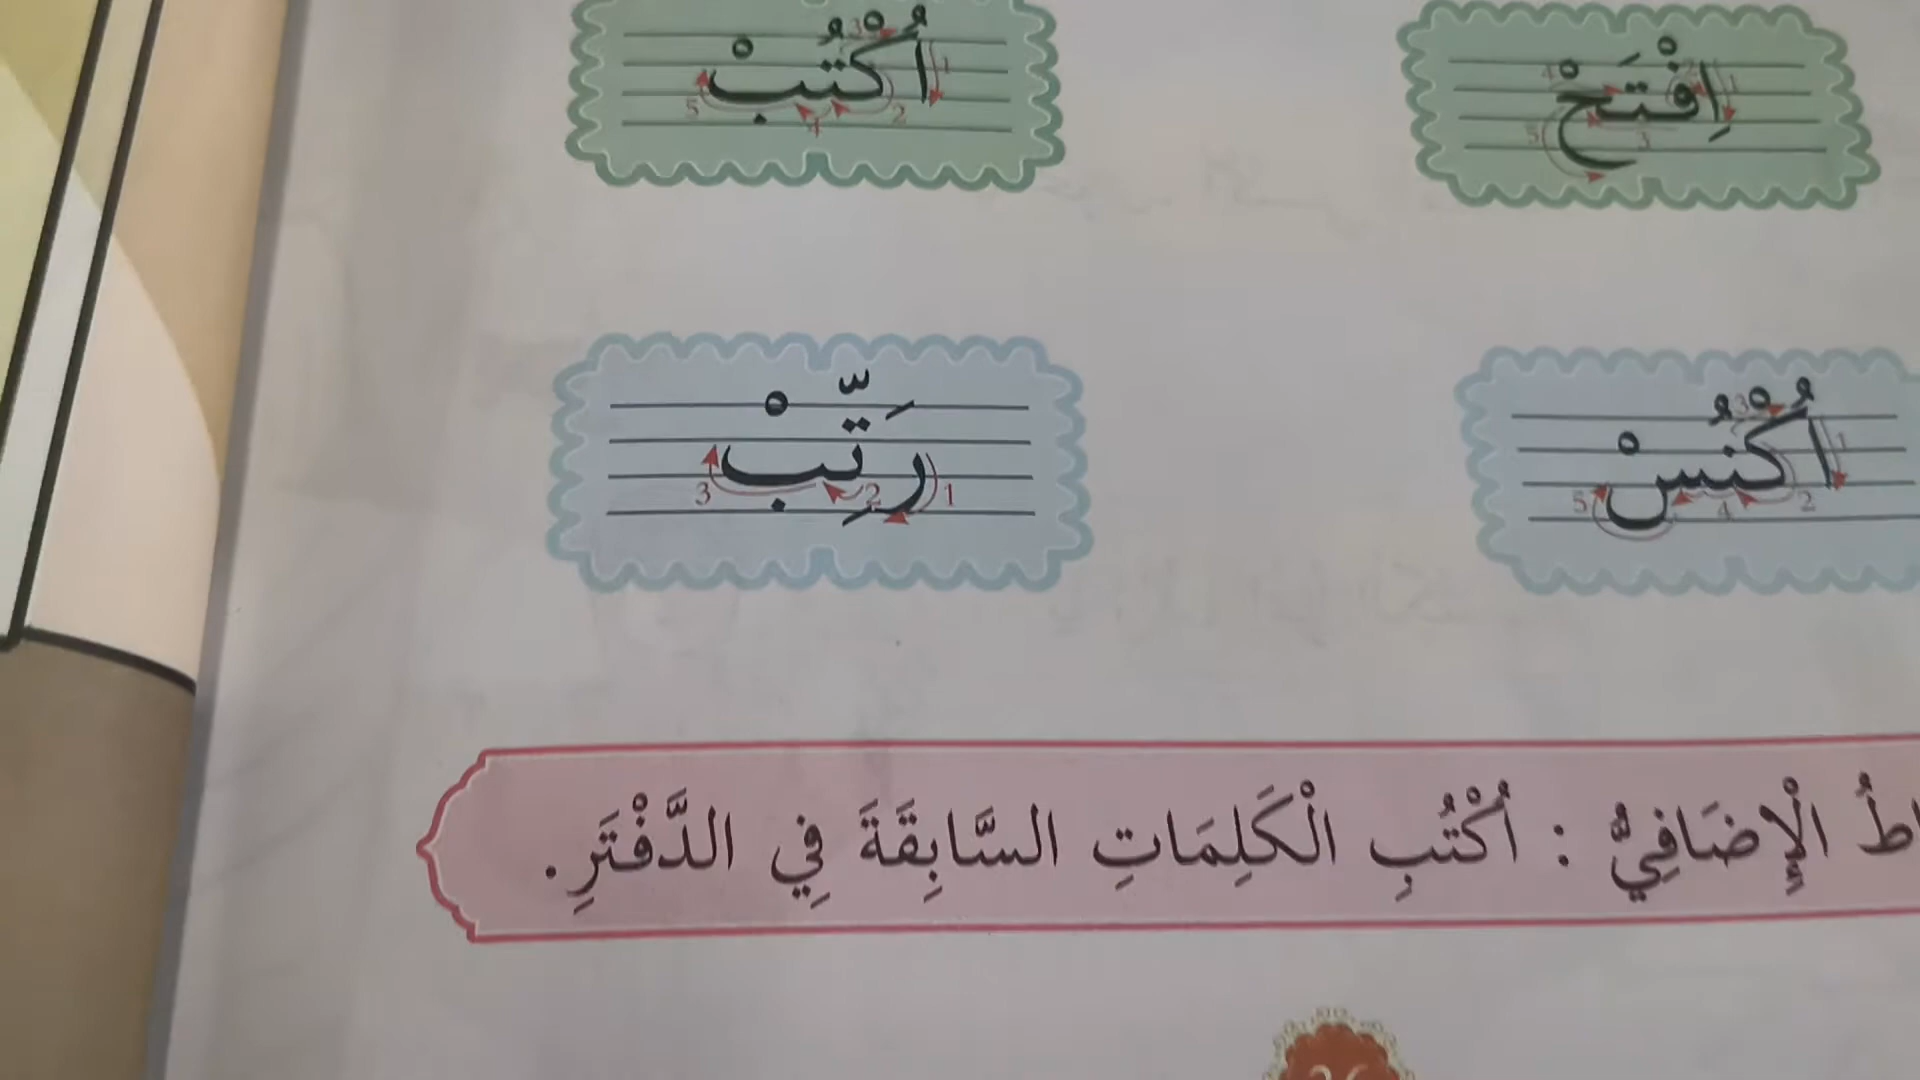 اِفْتَحْ
اُكْتُبْ
اُكْنُسْ
رَتِّبْ
الْإِضَافِيُّ : اُكْتُبِ الْكَلِمَاتِ السَّابِقَةَ فِي الدَّفْتَرِ.